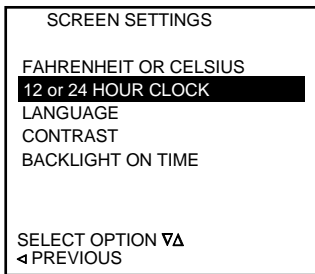 SCREEN SETTINGS
FAHRENHEIT OR CELSIUS
12 or 24 HOUR CLOCK
LANGUAGE
CONTRAST
BACKLIGHT ON TIME
SELECT OPTION ∇∆
⊲ PREVIOUS